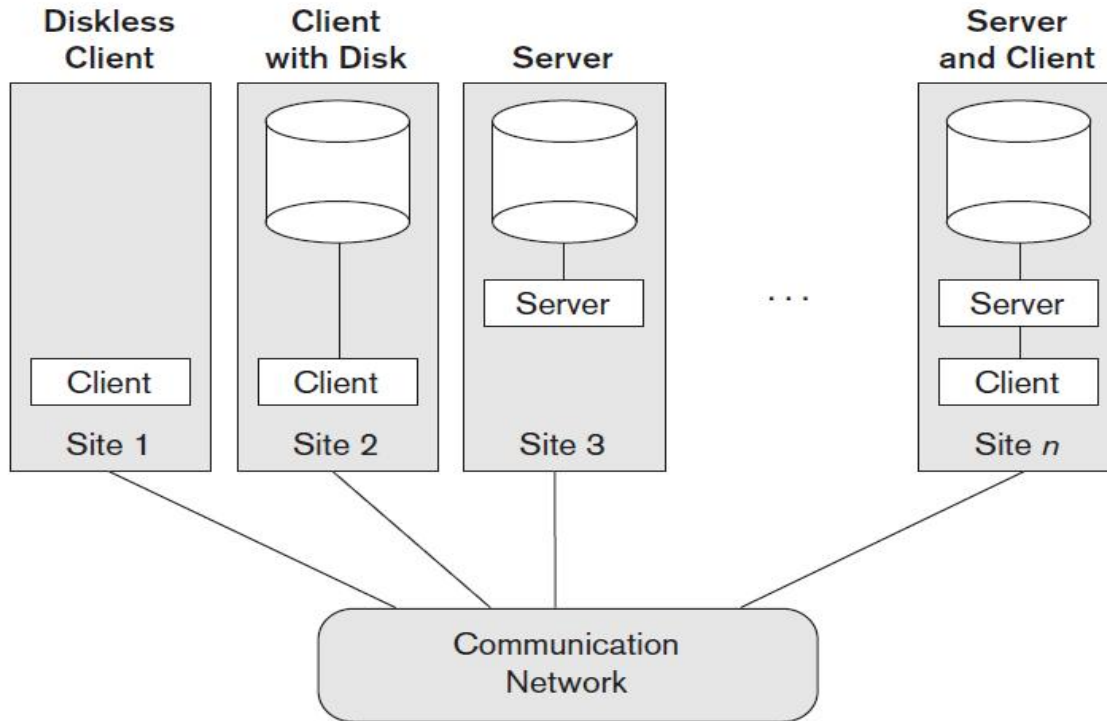 Diskless
Client
Client
with Disk
Server
Server
and Client
Client
Site 1
Client
Site 2
Server
Site 3
. . .
Server
Client
Site n
Communication
Network